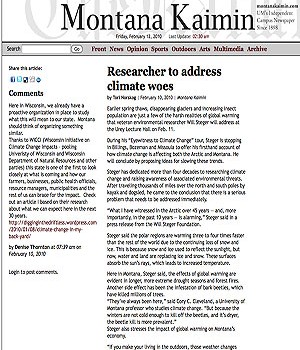 Montana Kaimin
montanakaimin.com
UM's Independent
Campus Newspaper
Since 1898
Friday, February 12, 2010 Last Update: 02:30 am
Search Go Front News Opinion Sports Outdoors Arts Multimedia Archive
Share this article:
Comments
Here in Wisconsin, we already have a
proactive organization in place to study
what this will mean to our state. Montana
should think of organizing something
similar.
Thanks to WICCI (Wisconsin Initiative on
Climate Change Impacts - pooling
University of Wisconsin and Wisconsin
Department of Natural Resources and other
parties) this state is one of the first to look
closely at what is coming and how our
farmers, businesses, public health officials,
resource managers, municipalities and the
rest of us can brace for the impact. Check
out an article I based on their research
about what we can expect here in the next
30 years.
http://digginginthedriftless.wordpress.com
/2010/01/08/climate-change-in-my-
back-yard/
by Denise Thornton at 07:39 am on
February 15, 2010
Login to post comments.
Researcher to address
climate woes
by Tori Norskog | February 10, 2010 | Montana Kaimin
Earlier spring thaws, disappearing glaciers and increasing insect
population are just a few of the harsh realities of global warming
that veteran environmental researcher Will Steger will address at
the Urey Lecture Hall on Feb. 11.
During his "Eyewitness to Climate Change" tour, Steger is stopping
in Billings, Bozeman and Missoula to offer his firsthand account of
how climate change is affecting both the Arctic and Montana. He
will conclude by proposing ideas for slowing these trends.
Steger has dedicated more than four decades to researching climate
change and raising awareness of associated environmental threats.
After traveling thousands of miles over the north and south poles by
kayak and dogsled, he came to the conclusion that there is a serious
problem that needs to be addressed immediately.
"What I have witnessed in the Arctic over 45 years — and, more
importantly, in the past 10 years — is alarming," Steger said in a
press release from the Will Steger Foundation.
Steger said the polar regions are warming three to four times faster
than the rest of the world due to the continuing loss of snow and
ice. This is because snow and ice used to reflect the sunlight, but
now, water and land are replacing ice and snow. These surfaces
absorb the sun's rays, which leads to increased temperature.
Here in Montana, Steger said, the effects of global warming are
evident in longer, more extreme drought seasons and forest fires.
Another side effect has been the infestation of bark beetles, which
have killed millions of trees.
"They've always been here," said Cory C. Cleveland, a University of
Montana professor who studies climate change. "But because the
winters are not cold enough to kill off the beetles, and it's dryer,
the beetle kill is more prevalent."
Steger also stresses the impact of global warming on Montana's
economy.
"If you make your living in the outdoors, those weather changes